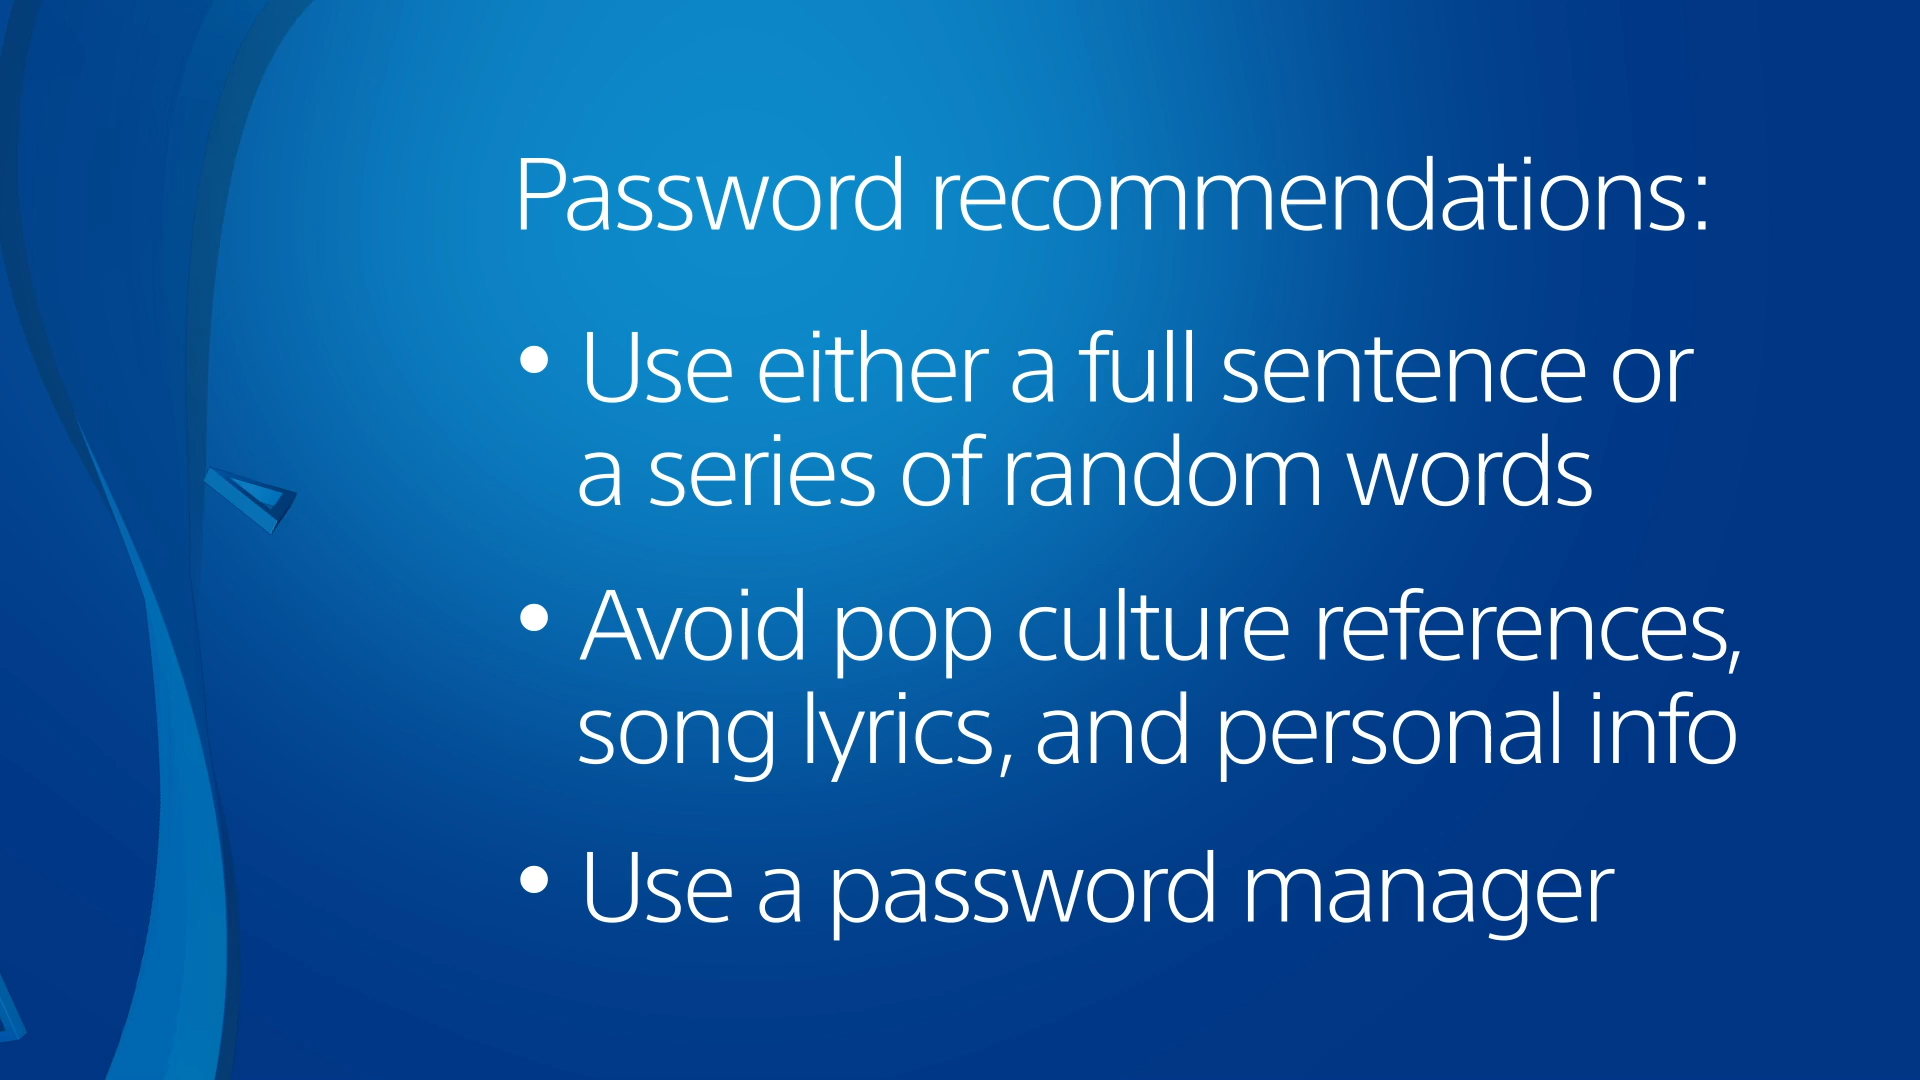 Password recommendations:
• Use either a full sentence or
a series of random words
• Avoid pop culture references,
song lyrics, and personal info
• Use a password manager